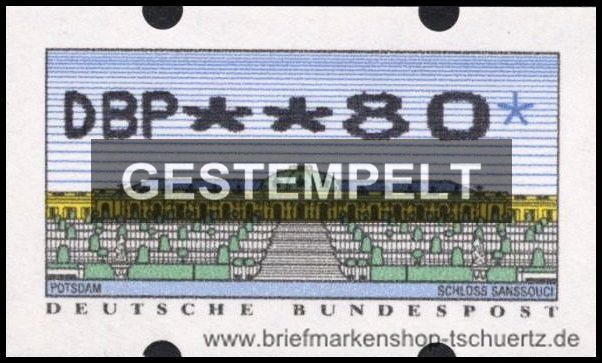 DBP**80*
GESTEMPELT
POTSDAM SCHLOSS SANSSOUCI
DEUTSCHE BUNDESPOST
www.briefmarkenshop-tschuertz.de